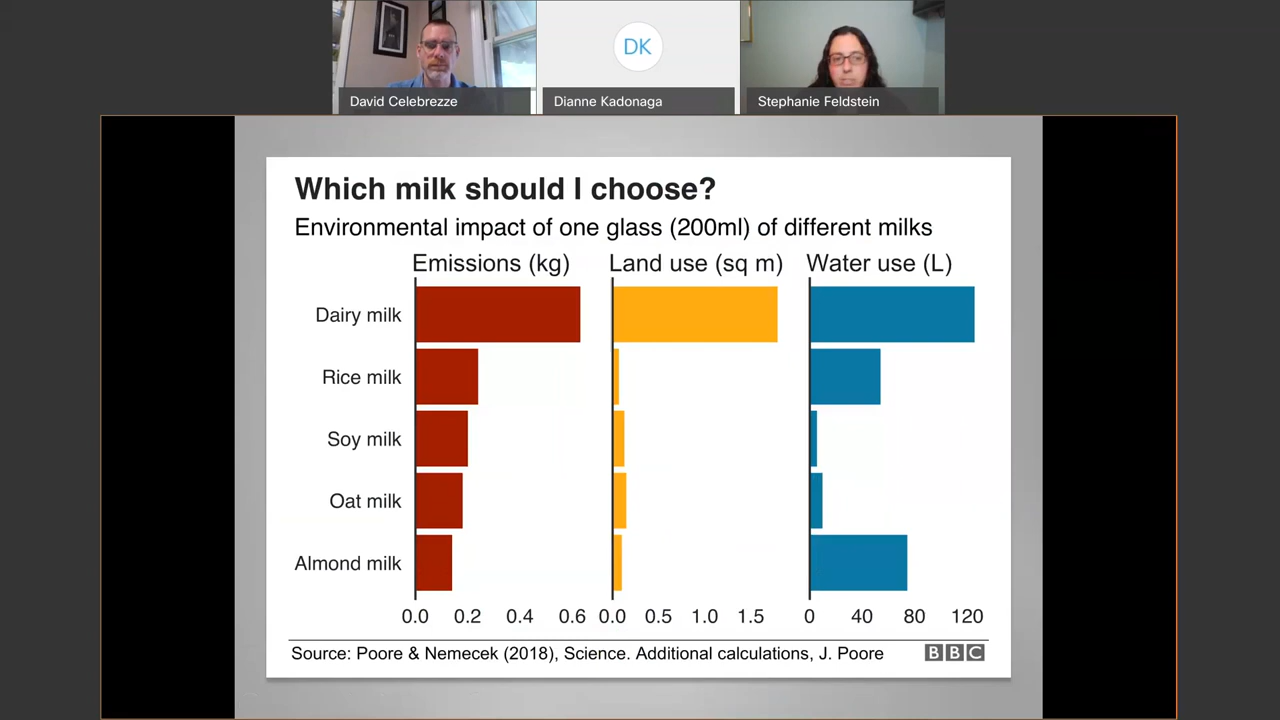 DK
David Celebrezze
Dianne Kadonaga
Stephanie Feldstein
Which milk should I choose?
Environmental impact of one glass (200ml) of different milks
Emissions (kg) Land use (sq m) Water use (L)
Dairy milk
Rice milk
Soy milk
Oat milk
Almond milk
0.0 0.2 0.4 0.6 0.0 0.5 1.0 1.5 0 40 80 120
Source: Poore & Nemecek (2018), Science. Additional calculations, J. Poore BBC